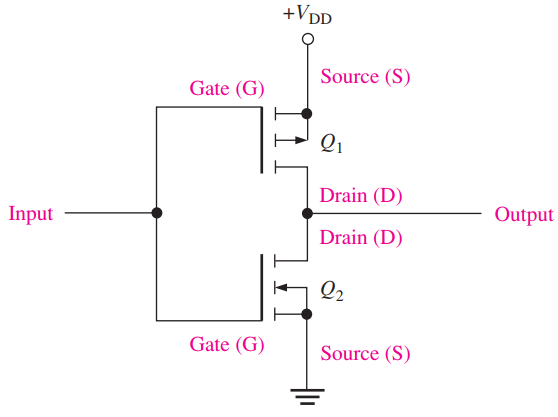 +VDD
Source (S)
Gate (G)
Q1
Drain (D)
Input
Output
Drain (D)
Q2
Gate (G)
Source (S)